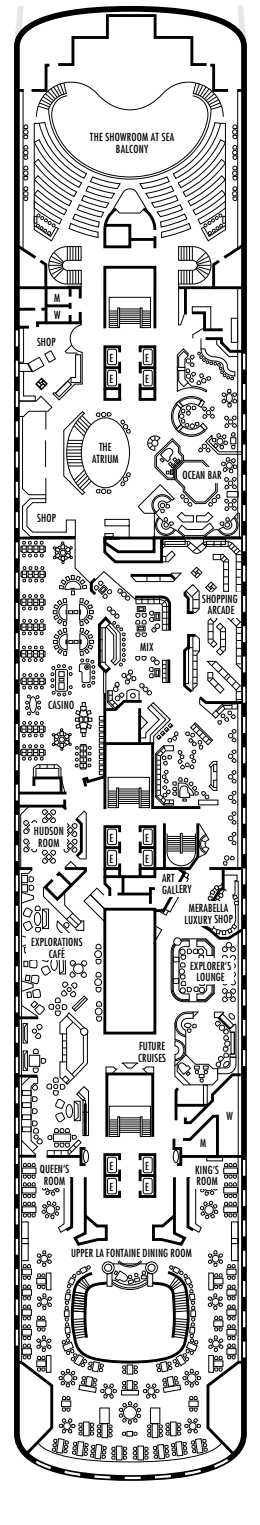 THE SHOWROOM AT SEA
BALCONY
M
W
SHOP
E E
E E
THE
ATRIUM
OCEAN BAR
SHOP
SHOPPING
ARCADE
MIX
CASINO
HUDSON
ROOM
E E
E E
ART
GALLERY
MERABELLA
LUXURY SHOP
EXPLORATIONS
CAFÉ
EXPLORER'S
LOUNGE
FUTURE
CRUISES
W
M
E E
E E
QUEEN'S
ROOM
KING'S
ROOM
UPPER LA FONTAINE DINING ROOM